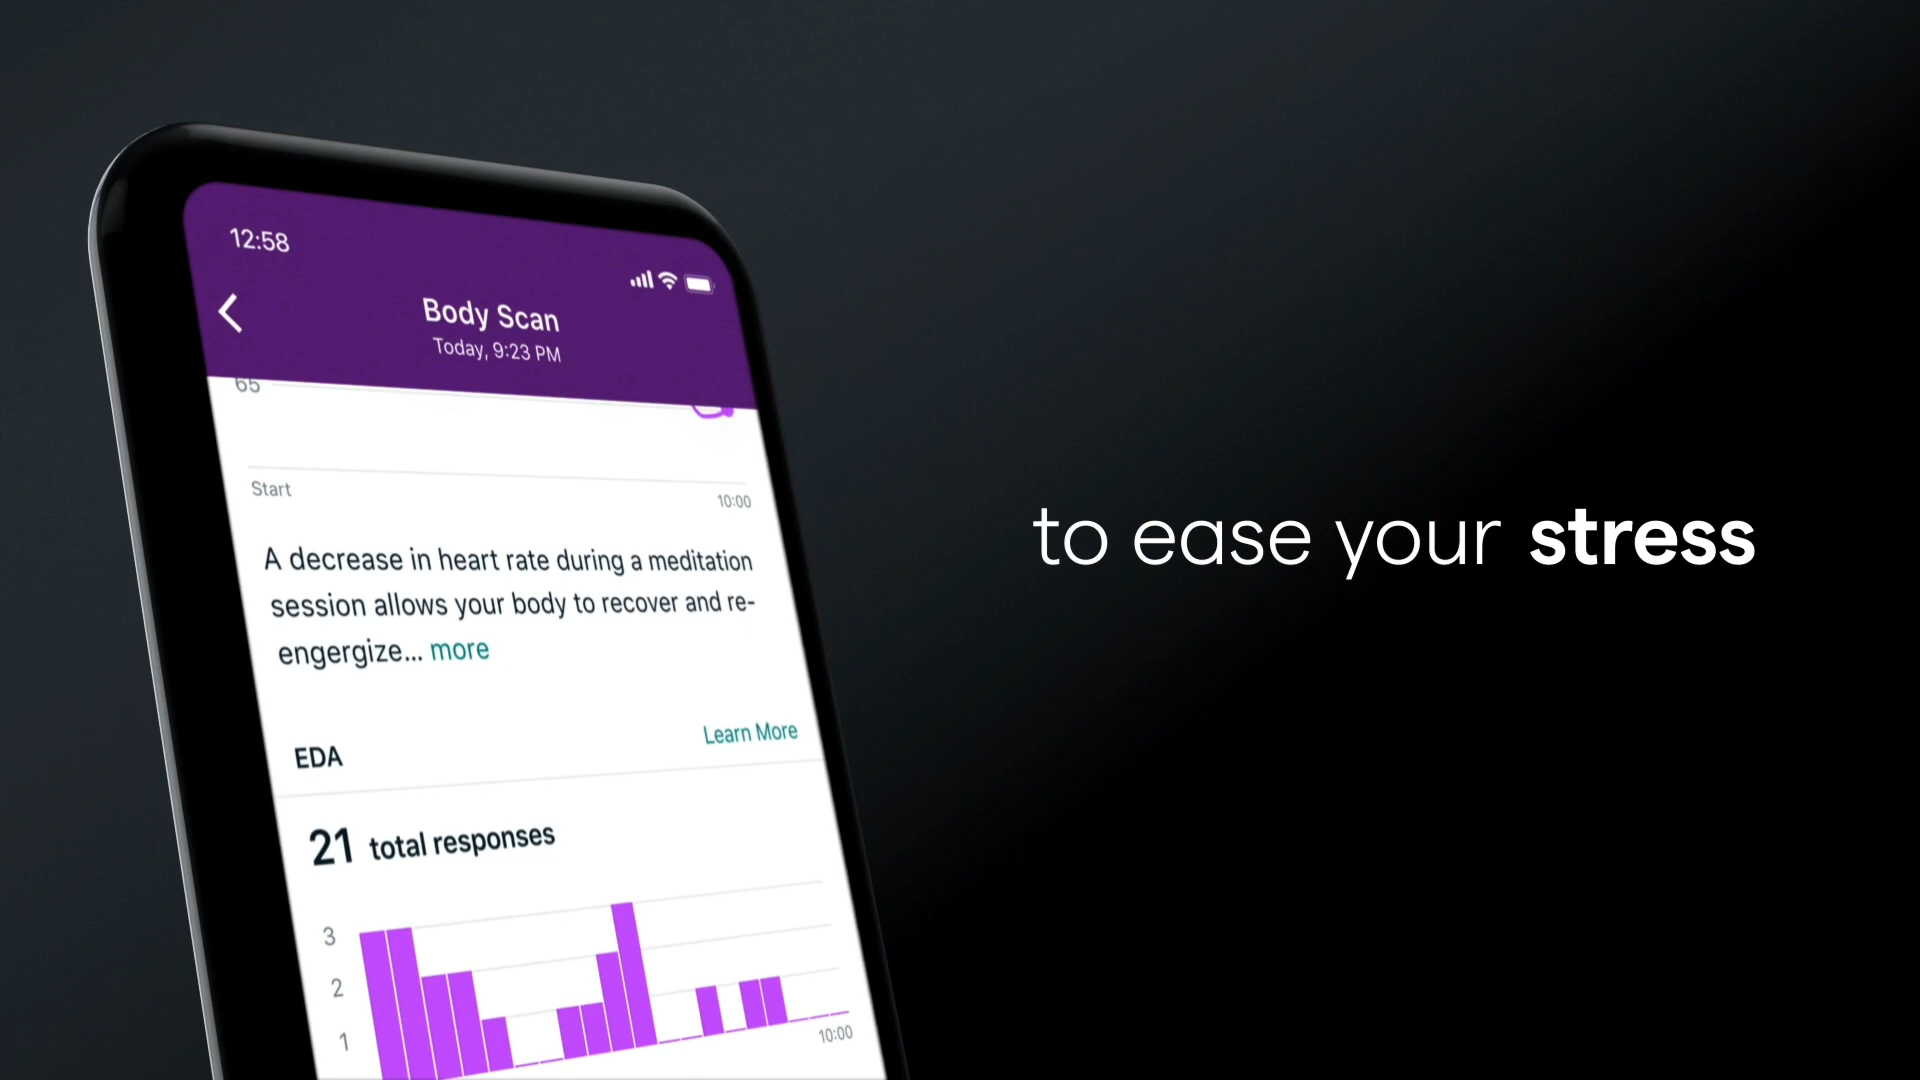 12:58
Body Scan
Today, 9:23 PM
65
Start
10:00
A decrease in heart rate during a meditation
session allows your body to recover and re-
engergize... more
EDA
Learn More
21 total responses
3
2
1
10:00
to ease your stress